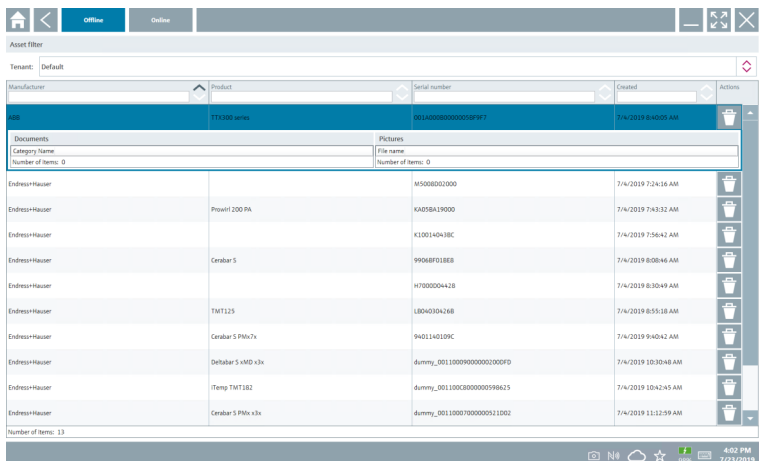 Offline Online
Asset filter
Tenant: Default
Manufacturer Product Serial number Created Actions
ABB TTX300 series 7/4/2019 8:40:05 AM
Documents Pictures
Category Name File name
Number of Items: 0 Number of Items: 0
Endress+Hauser M5008D02000 7/4/2019 7:24:16 AM
Endress+Hauser Prowirl 200 PA KA05BA19000 7/4/2019 7:43:32 AM
Endress+Hauser K10014043BC 7/4/2019 7:56:42 AM
Endress+Hauser Cerabar S 9906BF018E8 7/4/2019 8:08:46 AM
Endress+Hauser H7000D04428 7/4/2019 8:30:49 AM
Endress+Hauser TMT125 LB04030426B 7/4/2019 8:55:18 AM
Endress+Hauser Cerabar S PMx7x 9401140109C 7/4/2019 9:40:42 AM
Endress+Hauser Deltabar S xMD x3x dummy_001100090000002000FD 7/4/2019 10:30:48 AM
Endress+Hauser iTemp TMT182 dummy_001100C8000000598625 7/4/2019 10:42:45 AM
Endress+Hauser Cerabar S PMx x3x dummy_00110007000000521D02 7/4/2019 11:12:59 AM
Number of Items: 13
4:02 PM
7/23/2019